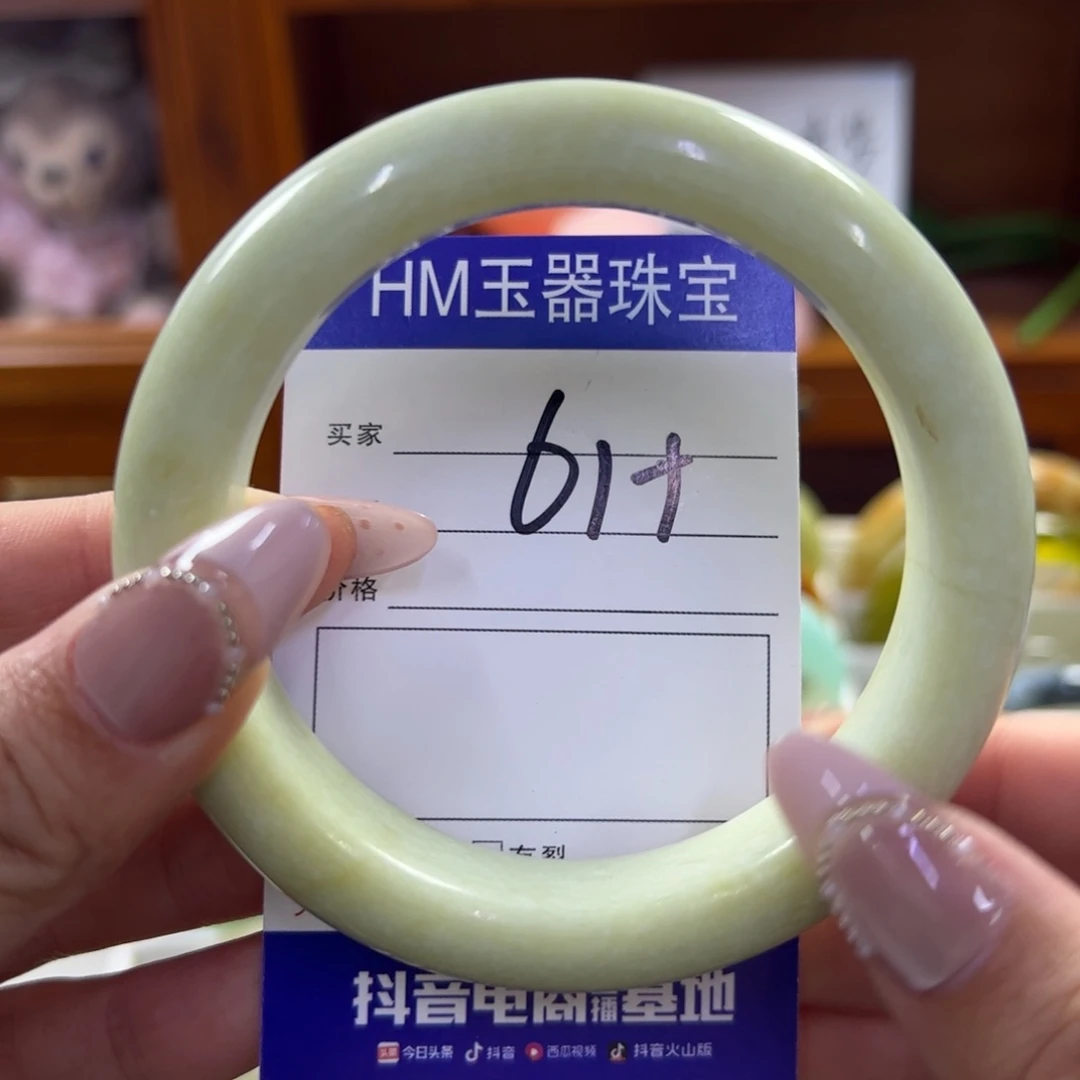 HM玉器珠宝
买家
61+
价格
有裂
抖音电商直播基地
今日头条 抖音 西瓜视频 抖音火山版